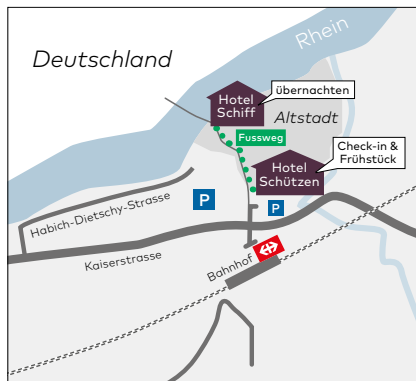 Deutschland
Rhein
Hotel
Schiff
übernachten
Altstadt
Fussweg
Check-in &
Frühstück
Hotel
Schützen
P
P
Habich-Dietschy-Strasse
Kaiserstrasse
Bahnhof